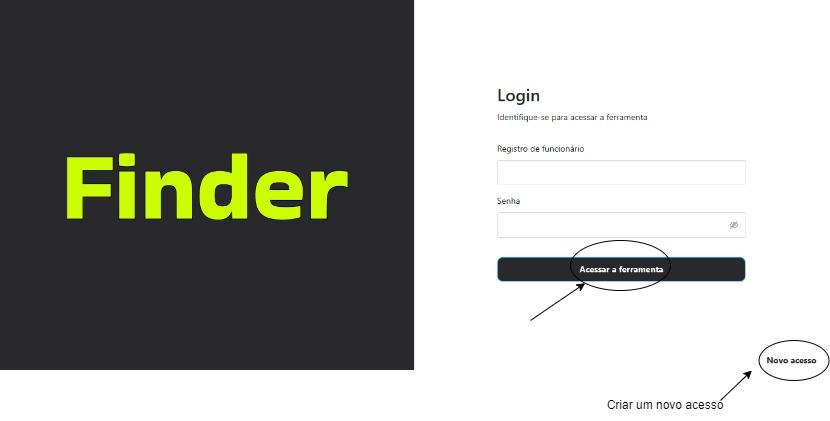 Finder
Login
Identifique-se para acessar a ferramenta
Registro de funcionário
Senha
Acessar a ferramenta
Novo acesso
Criar um novo acesso